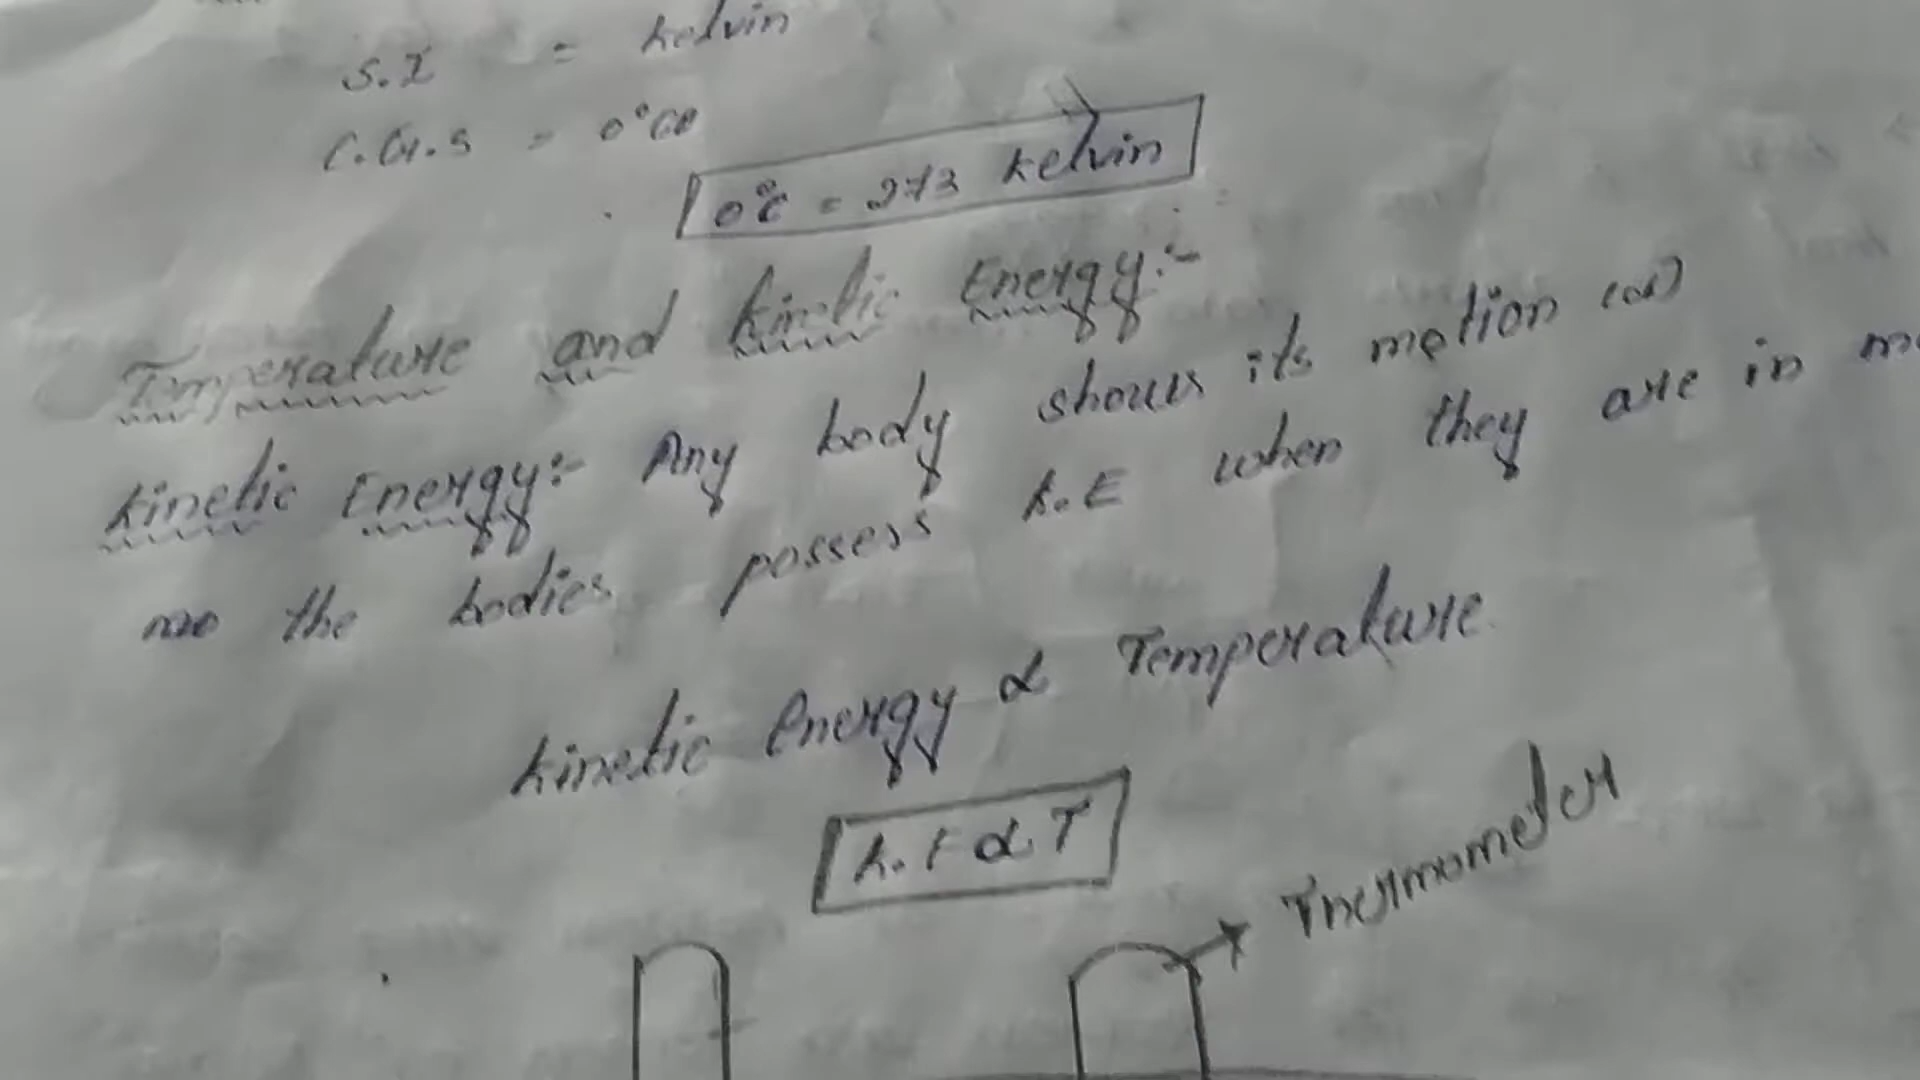 S.I = kelvin
C.G.S = 0°C
0°C = 273 kelvin
Temperature and kinetic Energy:-
kinetic Energy:- Any body shows its motion (or)
the bodies possess k.E when they are in
kinetic Energy α Temperature
K.E α T
Thermometer